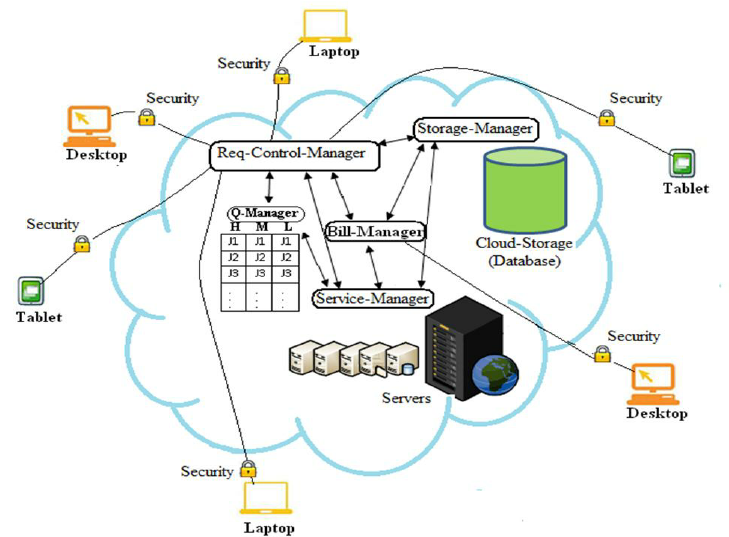 Laptop
Security
Security
Security
Desktop
Storage-Manager
Req-Control-Manager
Tablet
Q-Manager
H M L
Security
J1 J1 J1
Bill-Manager
Cloud-Storage
(Database)
J2 J2 J2
J3 J3 J3
Service-Manager
Tablet
Security
Servers
Desktop
Security
Laptop